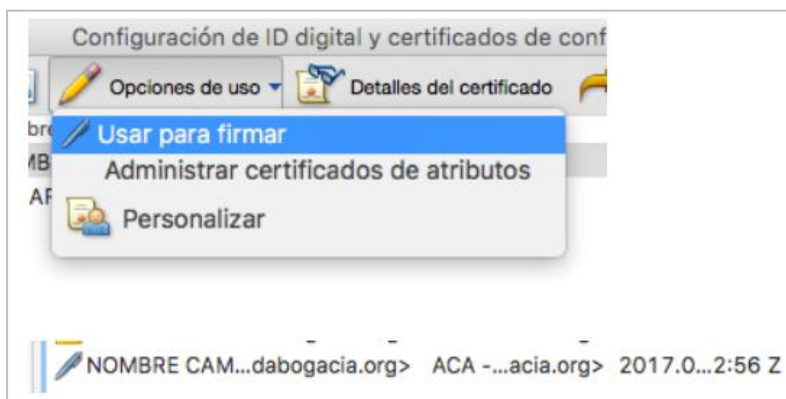 Configuración de ID digital y certificados de conf
Opciones de uso Detalles del certificado
Usar para firmar
Administrar certificados de atributos
Personalizar
NOMBRE CAM...dabogacia.org> ACA -...acia.org> 2017.0...2:56 Z